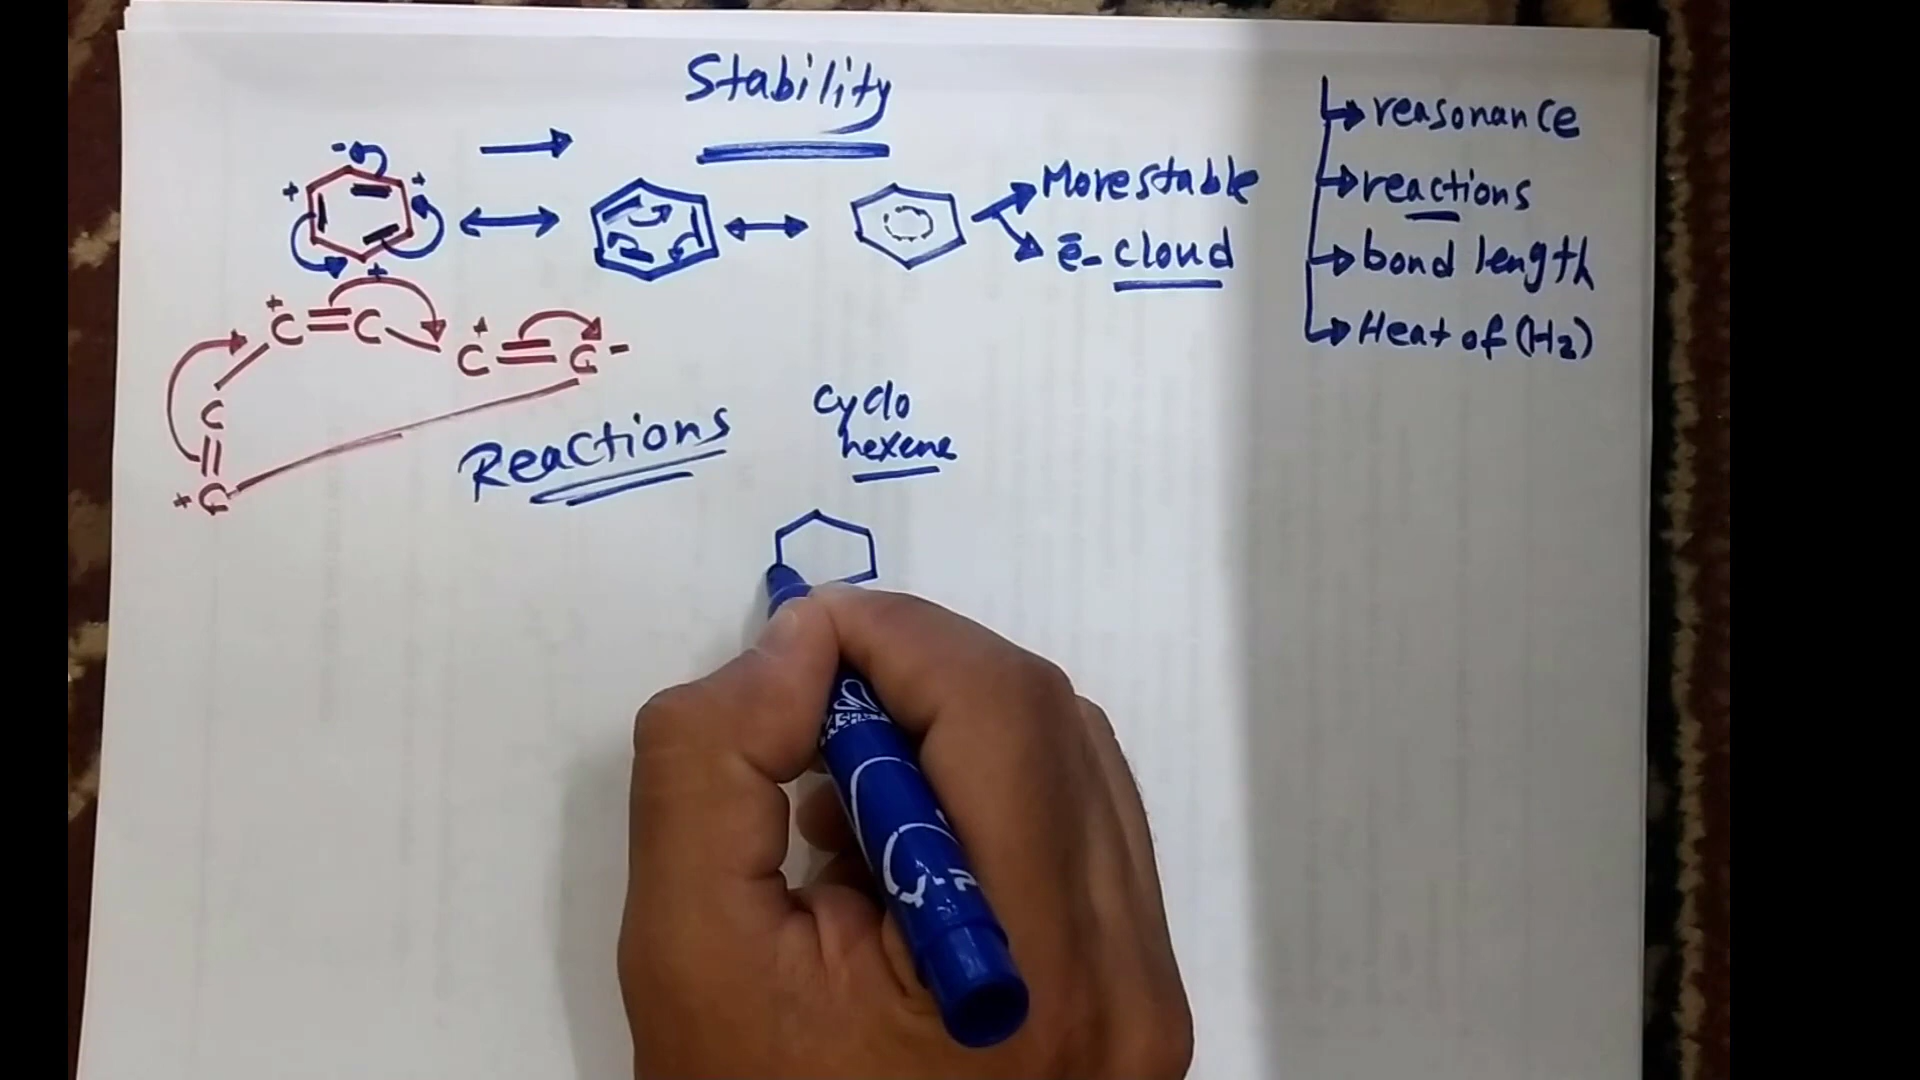 Stability
reasonance
reactions
bond length
Heat of (H2)
More stable
ē- cloud
C=C
C=C-
C
=
C
Reactions
Cyclo
hexene